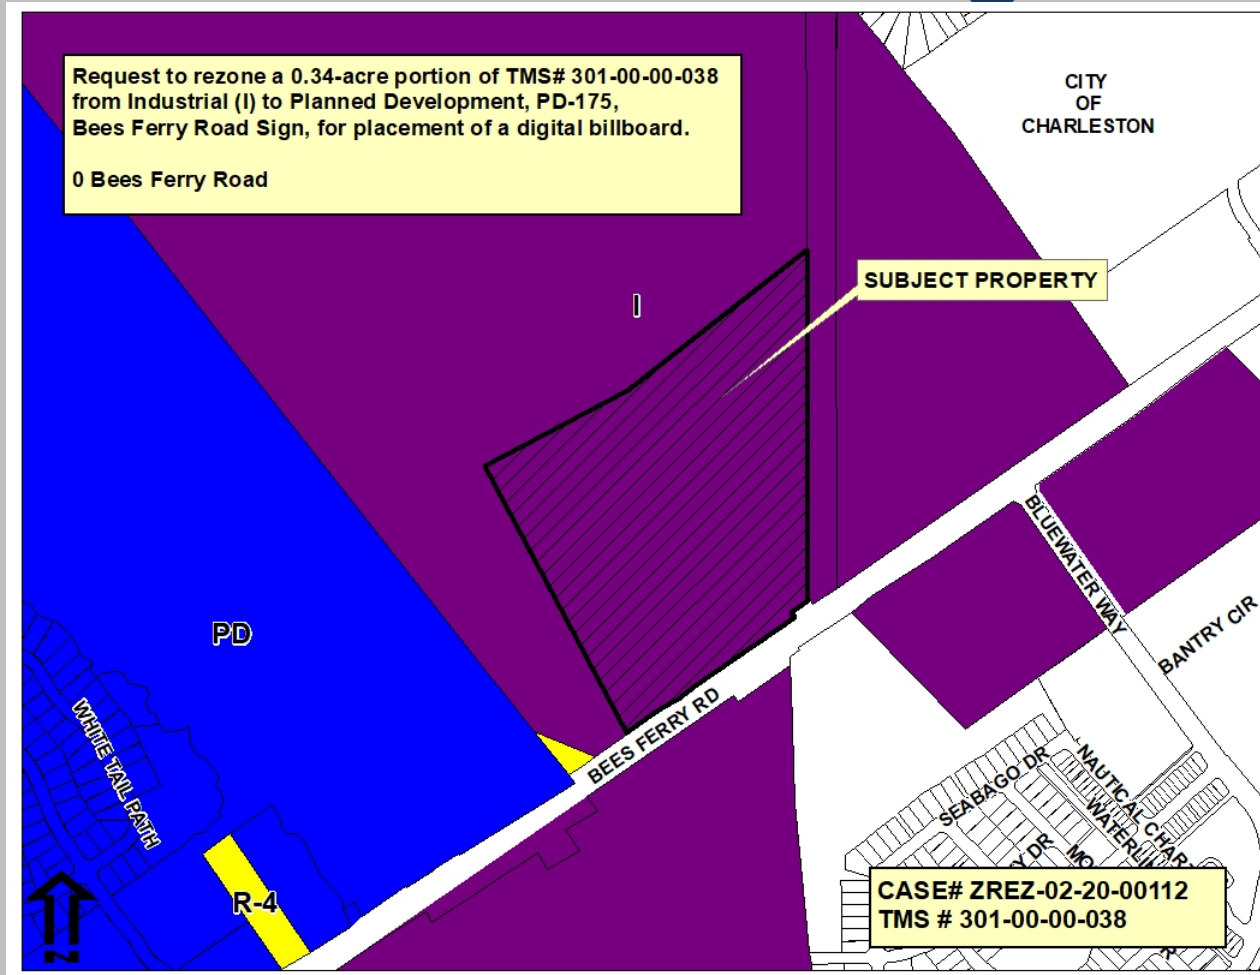 Request to rezone a 0.34-acre portion of TMS# 301-00-00-038
from Industrial (I) to Planned Development, PD-175,
Bees Ferry Road Sign, for placement of a digital billboard.
0 Bees Ferry Road
CITY
OF
CHARLESTON
SUBJECT PROPERTY
I
PD
BLUEWATER WAY
BANTRY CIR
BEES FERRY RD
WHITE TAIL PATH
SEABAGO DR
NAUTICAL CHART
R-4
CASE# ZREZ-02-20-00112
TMS # 301-00-00-038
N